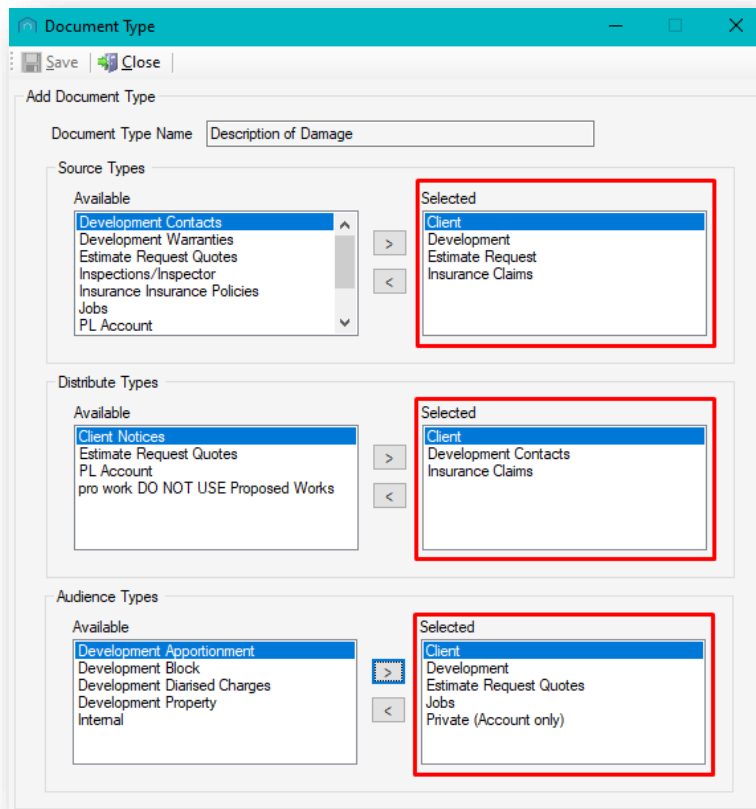 Document Type
Save
Close
Add Document Type
Document Type Name Description of Damage
Source Types
Available
Development Contacts
Development Warranties
Estimate Request Quotes
Inspections/Inspector
Insurance Insurance Policies
Jobs
PL Account
>
<
Selected
Client
Development
Estimate Request
Insurance Claims
Distribute Types
Available
Client Notices
Estimate Request Quotes
PL Account
pro work DO NOT USE Proposed Works
>
<
Selected
Client
Development Contacts
Insurance Claims
Audience Types
Available
Development Apportionment
Development Block
Development Diarised Charges
Development Property
Internal
>
<
Selected
Client
Development
Estimate Request Quotes
Jobs
Private (Account only)